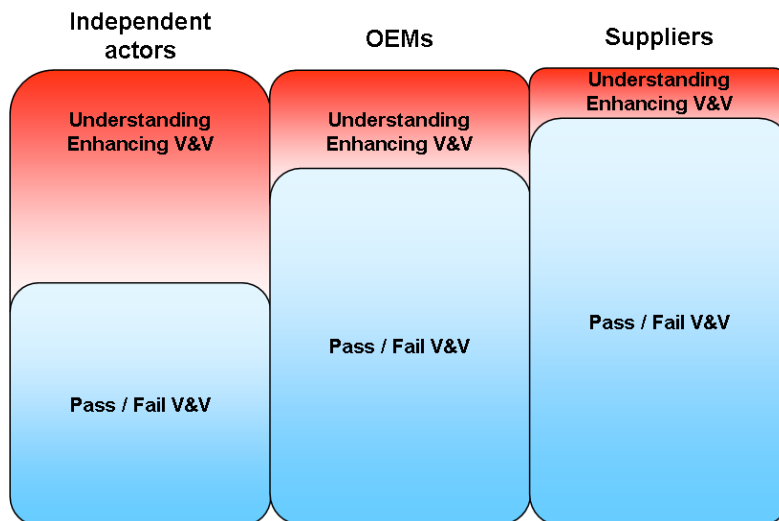 Independent
actors
OEMs
Suppliers
Understanding
Enhancing V&V
Understanding
Enhancing V&V
Understanding
Enhancing V&V
Pass / Fail V&V
Pass / Fail V&V
Pass / Fail V&V